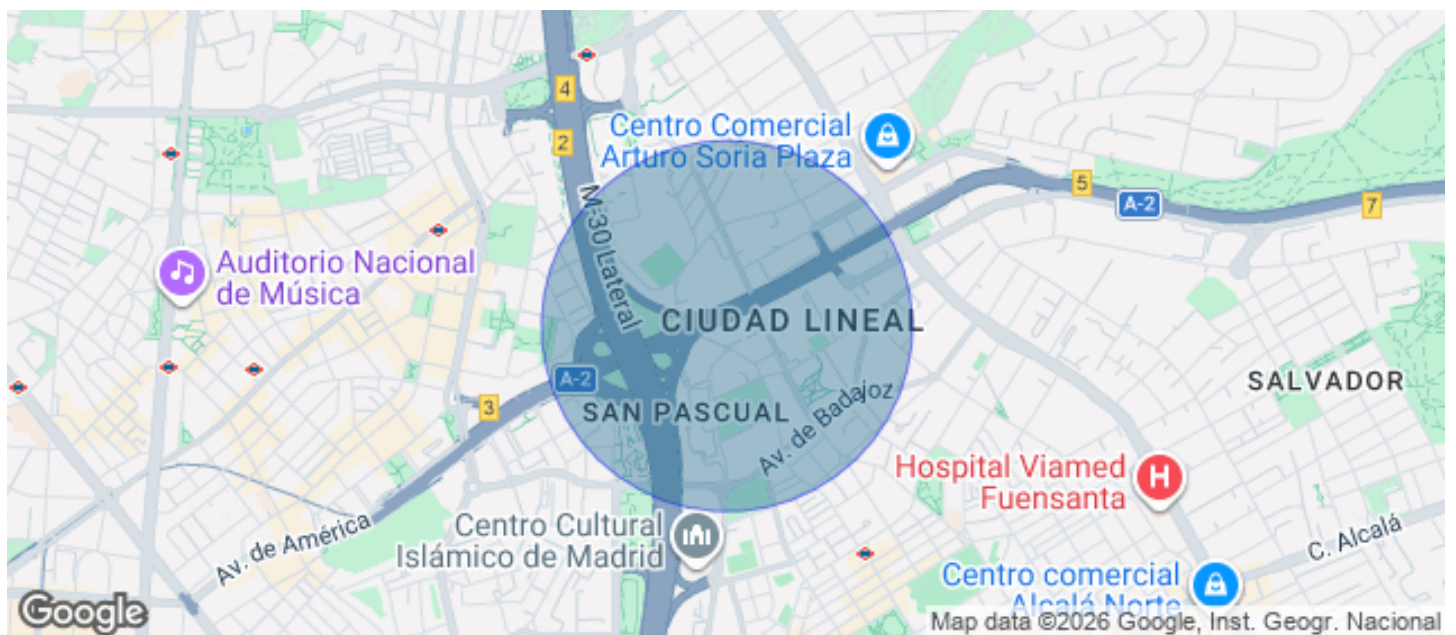 4
2
Centro Comercial
Arturo Soria Plaza
5
A-2
7
M-30 Lateral
Auditorio Nacional
de Música
CIUDAD LINEAL
A-2
3
SAN PASCUAL
Av. de Badajoz
SALVADOR
Hospital Viamed
Fuensanta
Av. de América
Centro Cultural
Islámico de Madrid
C. Alcalá
Centro comercial
Alcalá Norte
Google
Map data ©2026 Google, Inst. Geogr. Nacional